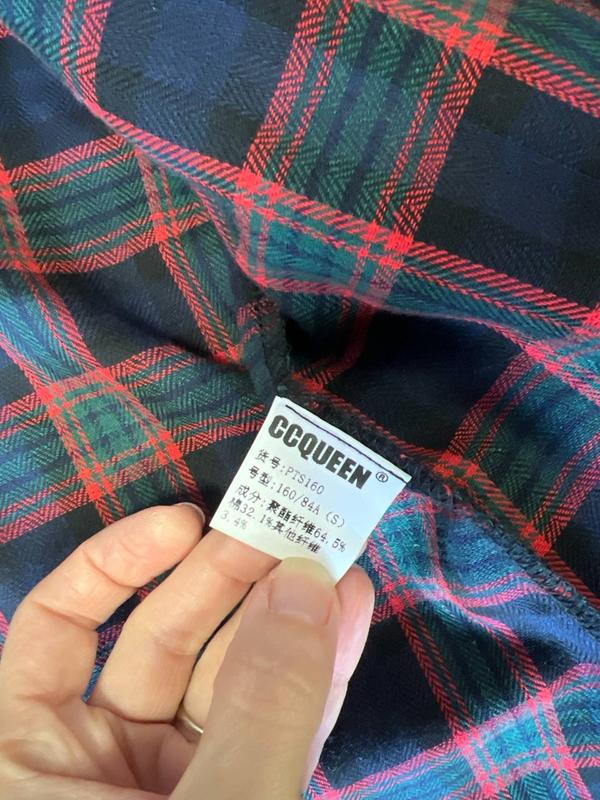 CCQUEEN®
货号:PTS160
号型:160/84A (S)
成分:聚酯纤维64.5%
棉32.1%其他纤维
3.4%